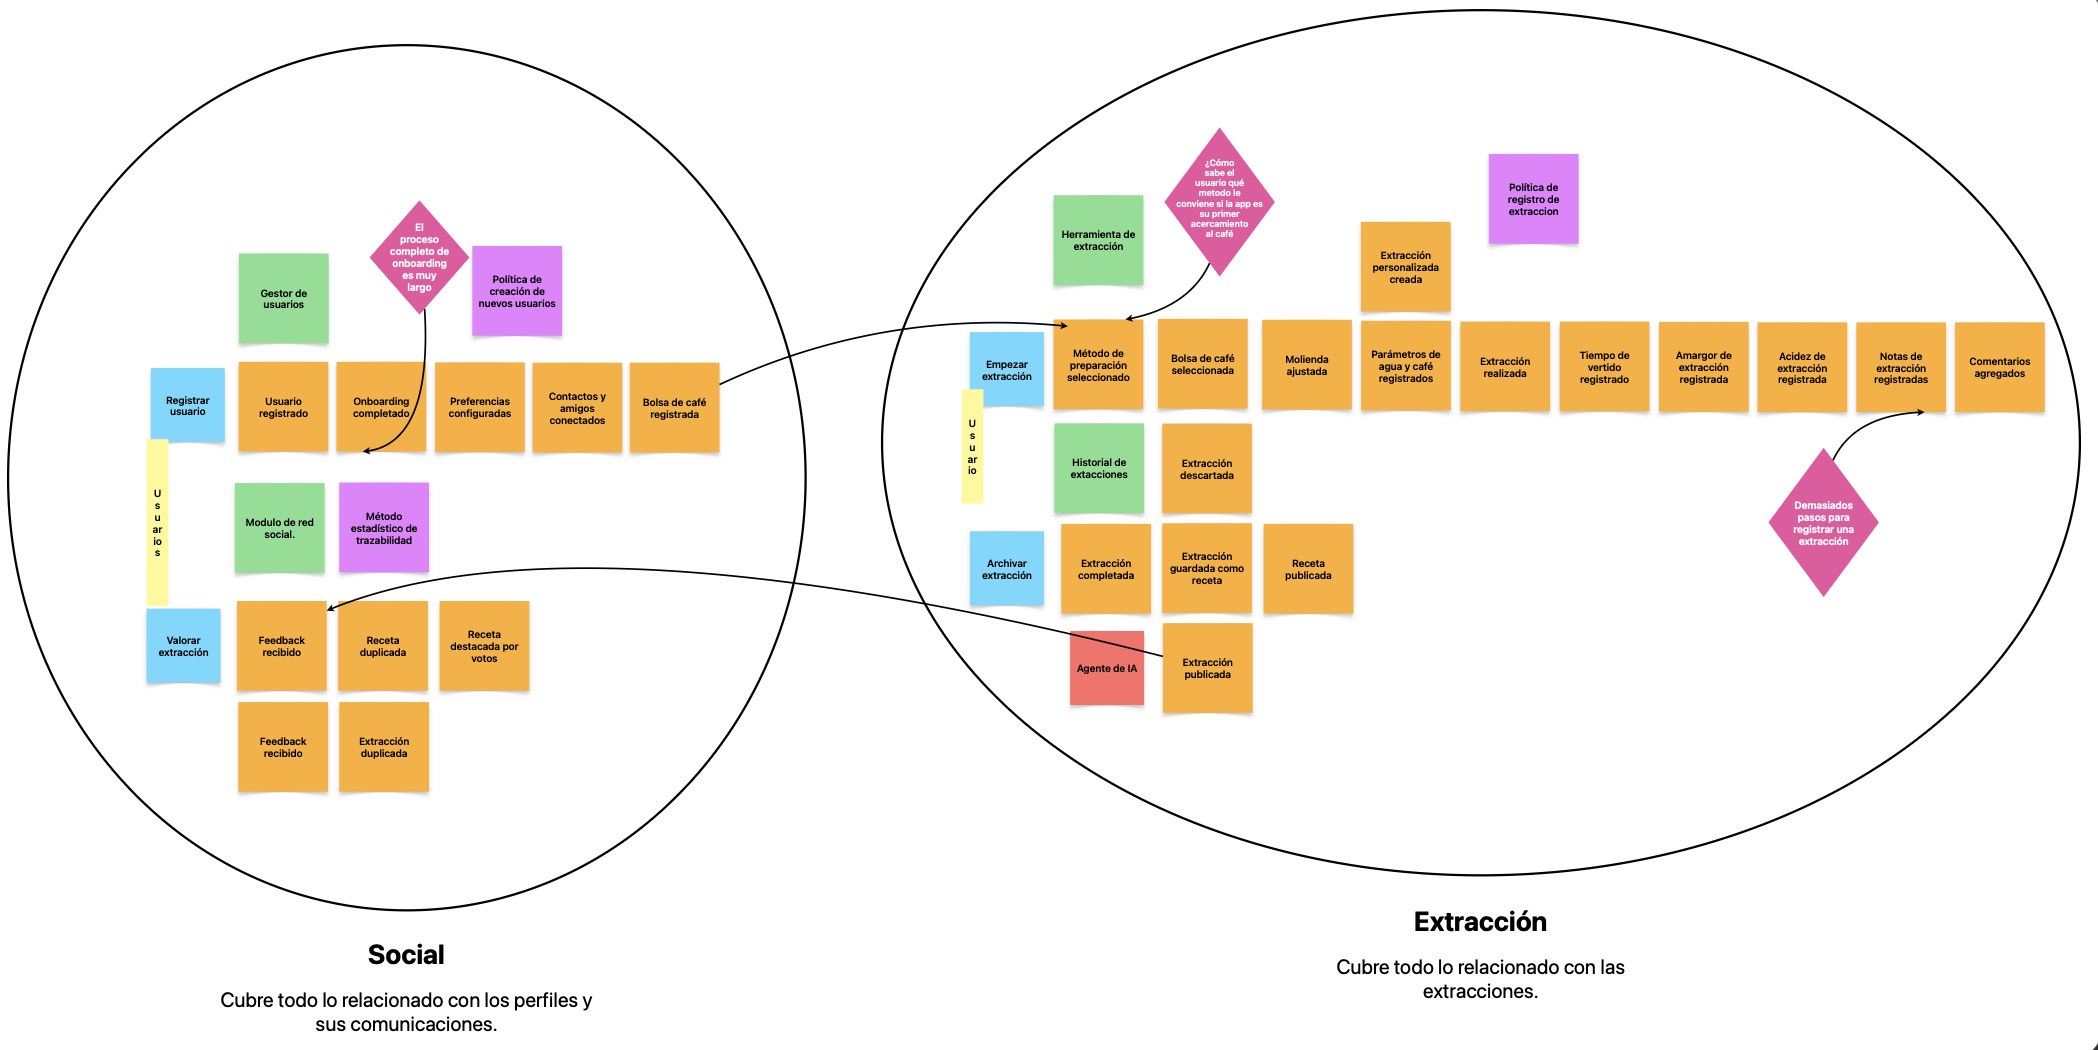 El
proceso
completo de
onboarding
es muy
largo
Gestor de
usuarios
Política de
creación de
nuevos usuarios
Registrar
usuario
Usuario
registrado
Onboarding
completado
Preferencias
configuradas
Contactos y
amigos
conectados
Bolsa de café
registrada
U
s
u
ar
io
s
Modulo de red
social.
Método
estadístico de
trazabilidad
Valorar
extracción
Feedback
recibido
Receta
duplicada
Receta
destacada por
votos
Feedback
recibido
Extracción
duplicada
Social
Cubre todo lo relacionado con los perfiles y
sus comunicaciones.
¿Cómo
sabe el
usuario qué
metodo le
conviene si la app es
su primer
acercamiento
al café
Herramienta de
extracción
Política de
registro de
extraccion
Extracción
personalizada
creada
Empezar
extracción
Método de
preparación
seleccionado
Bolsa de café
seleccionada
Molienda
ajustada
Parámetros de
agua y café
registrados
Extracción
realizada
Tiempo de
vertido
registrado
Amargor de
extracción
registrada
Acidez de
extracción
registrada
Notas de
extracción
registradas
Comentarios
agregados
U
s
u
ar
io
Historial de
extacciones
Extracción
descartada
Demasiados
pasos para
registrar una
extracción
Archivar
extracción
Extracción
completada
Extracción
guardada como
receta
Receta
publicada
Agente de IA
Extracción
publicada
Extracción
Cubre todo lo relacionado con las
extracciones.